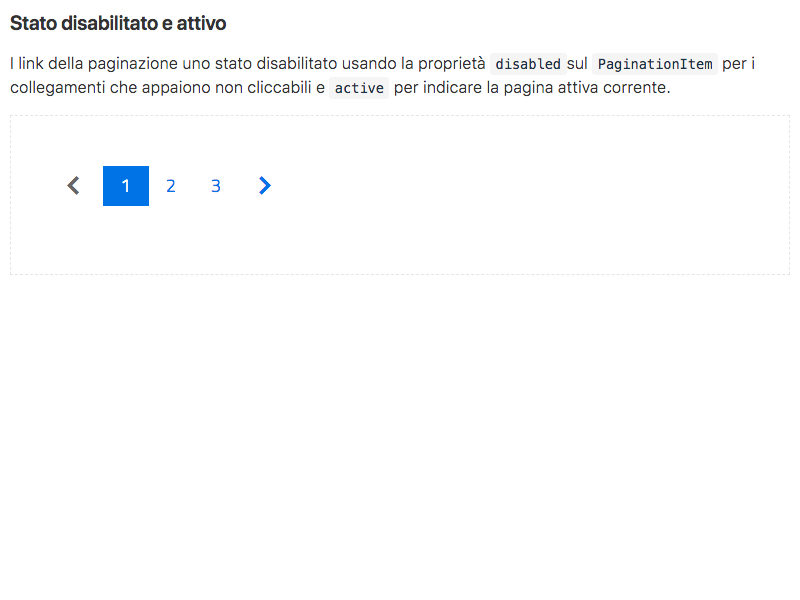 Stato disabilitato e attivo
I link della paginazione uno stato disabilitato usando la proprietà disabled sul PaginationItem per i
collegamenti che appaiono non cliccabili e active per indicare la pagina attiva corrente.
1 2 3